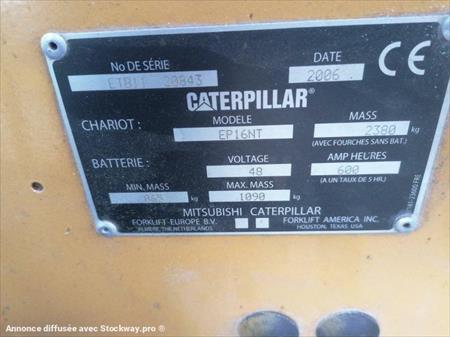 No DE SÉRIE
DATE
20843
2006
CE
CATERPILLAR®
MODELE
MASS
CHARIOT:
EP16NT
2380 kg
(AVEC FOURCHES SANS BAT.)
BATTERIE:
VOLTAGE
AMP HEURES
48
600
(A UN TAUX DE 5 HR.)
MIN. MASS
MAX. MASS
865 kg
1090 kg
MITSUBISHI CATERPILLAR
FORKLIFT EUROPE B.V.
FORKLIFT AMERICA INC.
ALMERE, THE NETHERLANDS
HOUSTON, TEXAS, USA
Annonce diffusée avec Stockway.pro ®